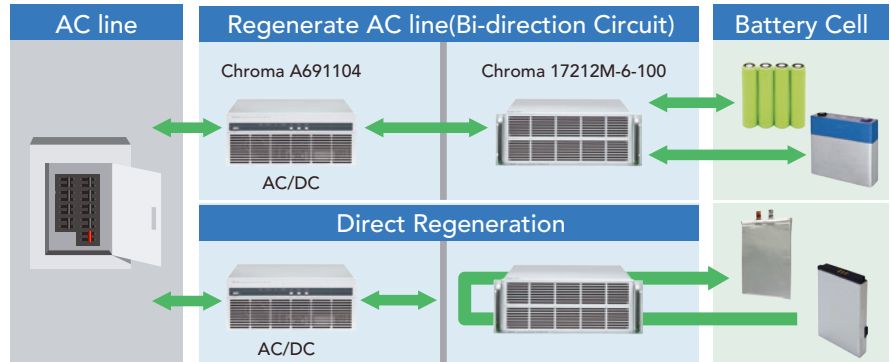 AC line
Regenerate AC line(Bi-direction Circuit)
Battery Cell
Chroma A691104
Chroma 17212M-6-100
AC/DC
Direct Regeneration
AC/DC